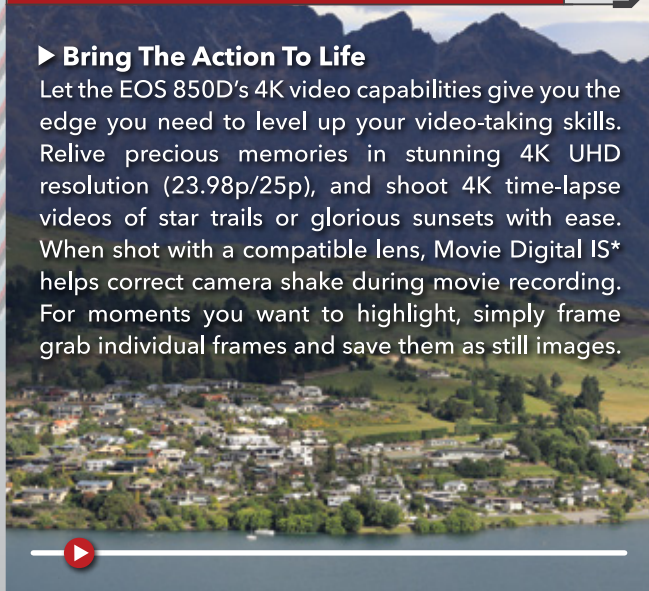 Bring The Action To Life
Let the EOS 850D's 4K video capabilities give you the
edge you need to level up your video-taking skills.
Relive precious memories in stunning 4K UHD
resolution (23.98p/25p), and shoot 4K time-lapse
videos of star trails or glorious sunsets with ease.
When shot with a compatible lens, Movie Digital IS*
helps correct camera shake during movie recording.
For moments you want to highlight, simply frame
grab individual frames and save them as still images.